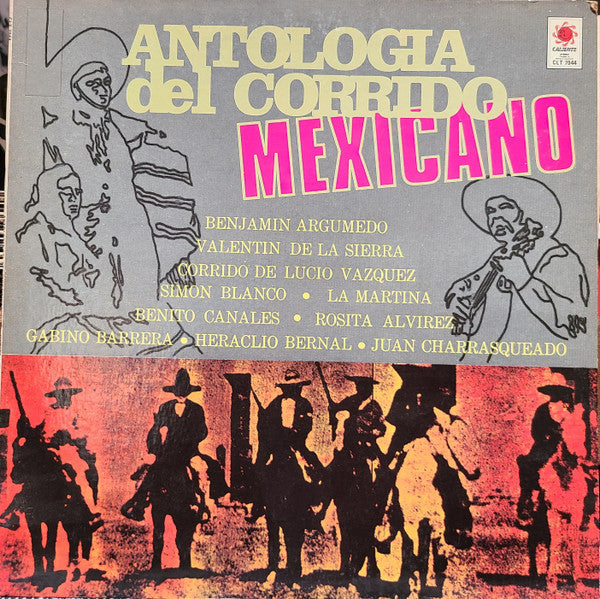 ANTOLOGIA
del CORRIDO
MEXICANO
CALIENTE
CLT 7044
BENJAMIN ARGUMEDO
VALENTIN DE LA SIERRA
CORRIDO DE LUCIO VAZQUEZ
SIMON BLANCO • LA MARTINA
BENITO CANALES • ROSITA ALVIREZ
GABINO BARRERA • HERACLIO BERNAL • JUAN CHARRASQUEADO